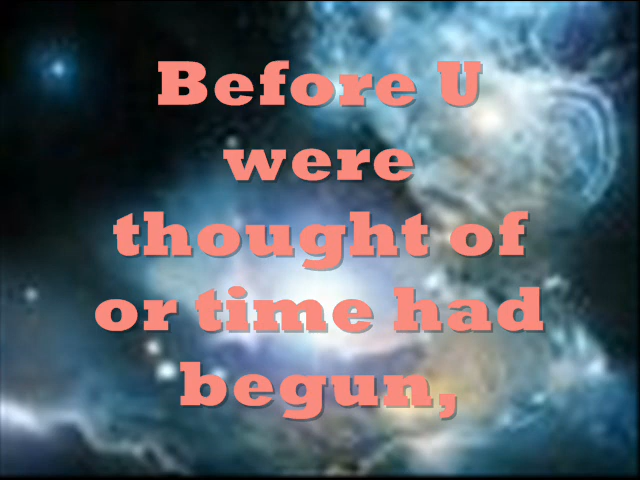 Before U
were
thought of
or time had
begun,